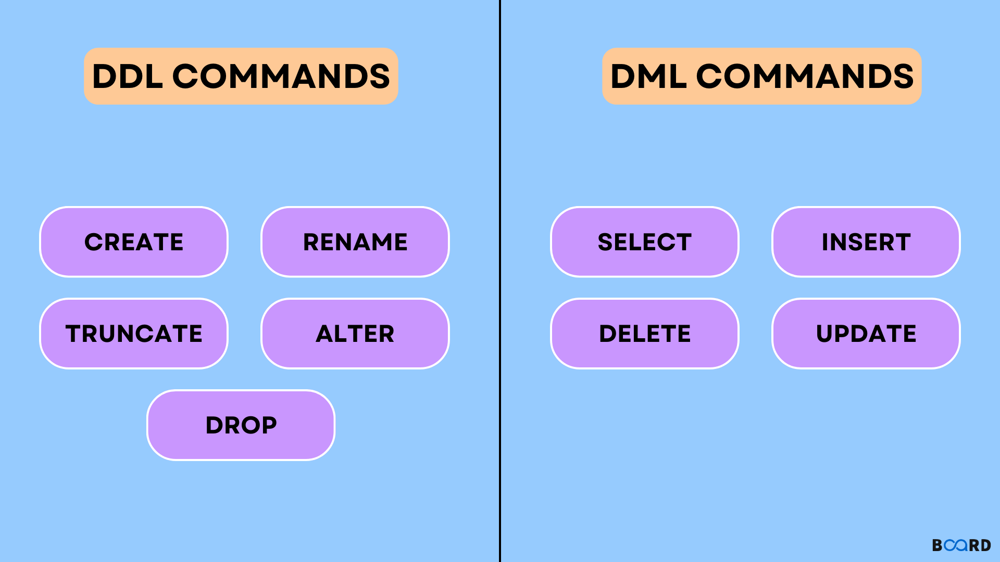 DDL COMMANDS
CREATE
RENAME
TRUNCATE
ALTER
DROP
DML COMMANDS
SELECT
INSERT
DELETE
UPDATE
BOARD